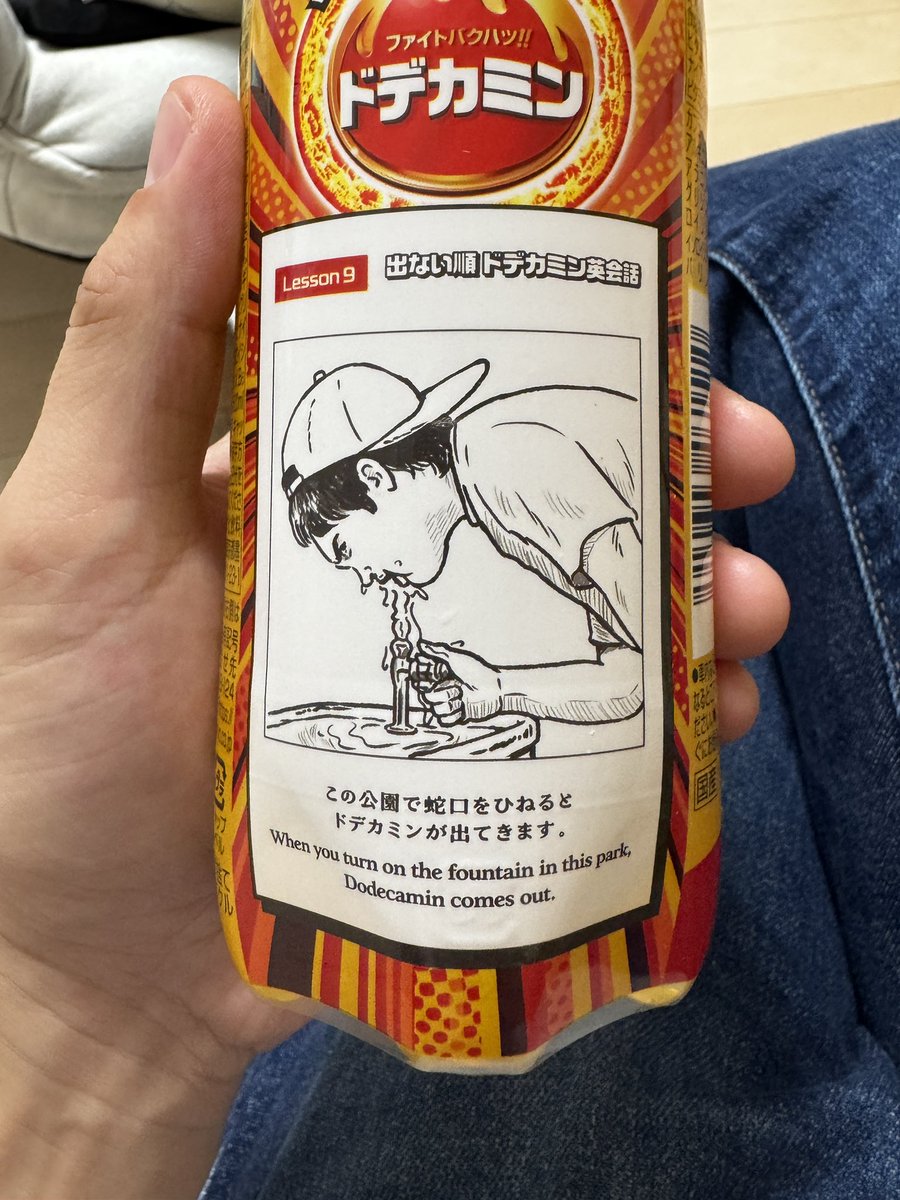 ファイトバクハツ!!
ドデカミン
Lesson 9
出ない順 ドデカミン英会話
この公園で蛇口をひねると
ドデカミンが出てきます。
When you turn on the fountain in this park,
Dodecamin comes out.
国産